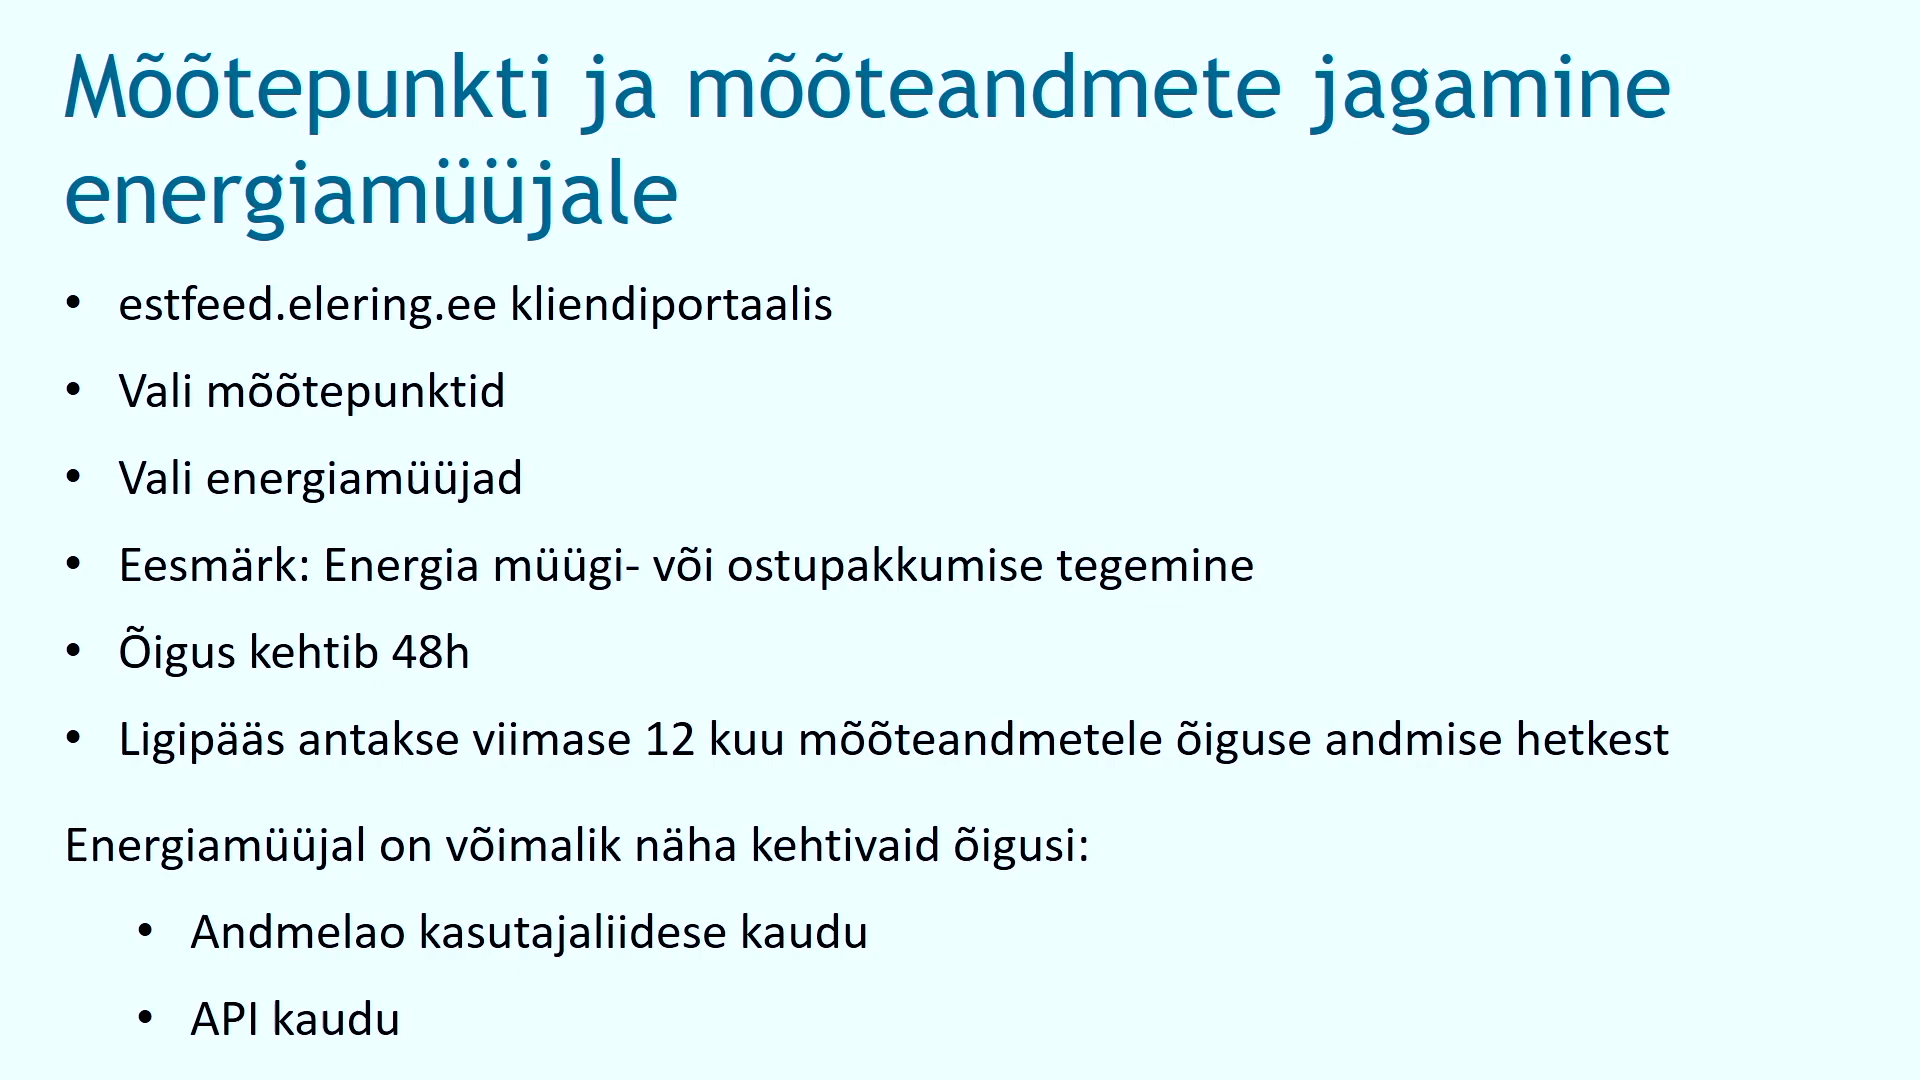 Mõõtepunkti ja mõõteandmete jagamine
energiamüüjale
• estfeed.elering.ee kliendiportaalis
• Vali mõõtepunktid
• Vali energiamüüjad
• Eesmärk: Energia müügi- või ostupakkumise tegemine
• Õigus kehtib 48h
• Ligipääs antakse viimase 12 kuu mõõteandmetele õiguse andmise hetkest
Energiamüüjal on võimalik näha kehtivaid õigusi:
• Andmelao kasutajaliidese kaudu
• API kaudu